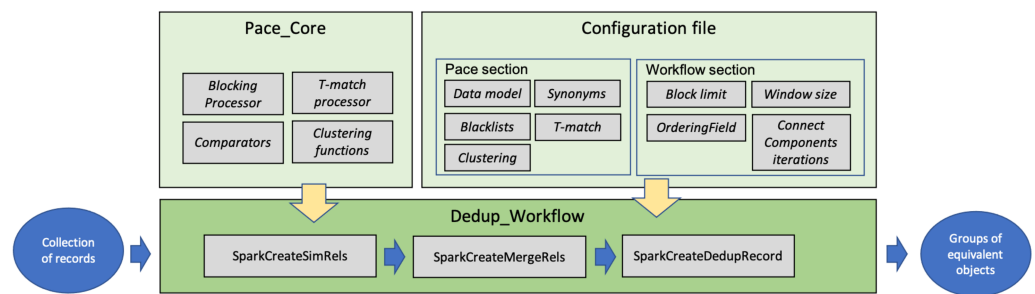 Pace_Core
Blocking
Processor
T-match
processor
Comparators
Clustering
functions
Configuration file
Pace section
Data model
Synonyms
Blacklists
T-match
Clustering
Workflow section
Block limit
Window size
OrderingField
Connect
Components
iterations
Dedup_Workflow
Collection
of records
SparkCreateSimRels
SparkCreateMergeRels
SparkCreateDedupRecord
Groups of
equivalent
objects